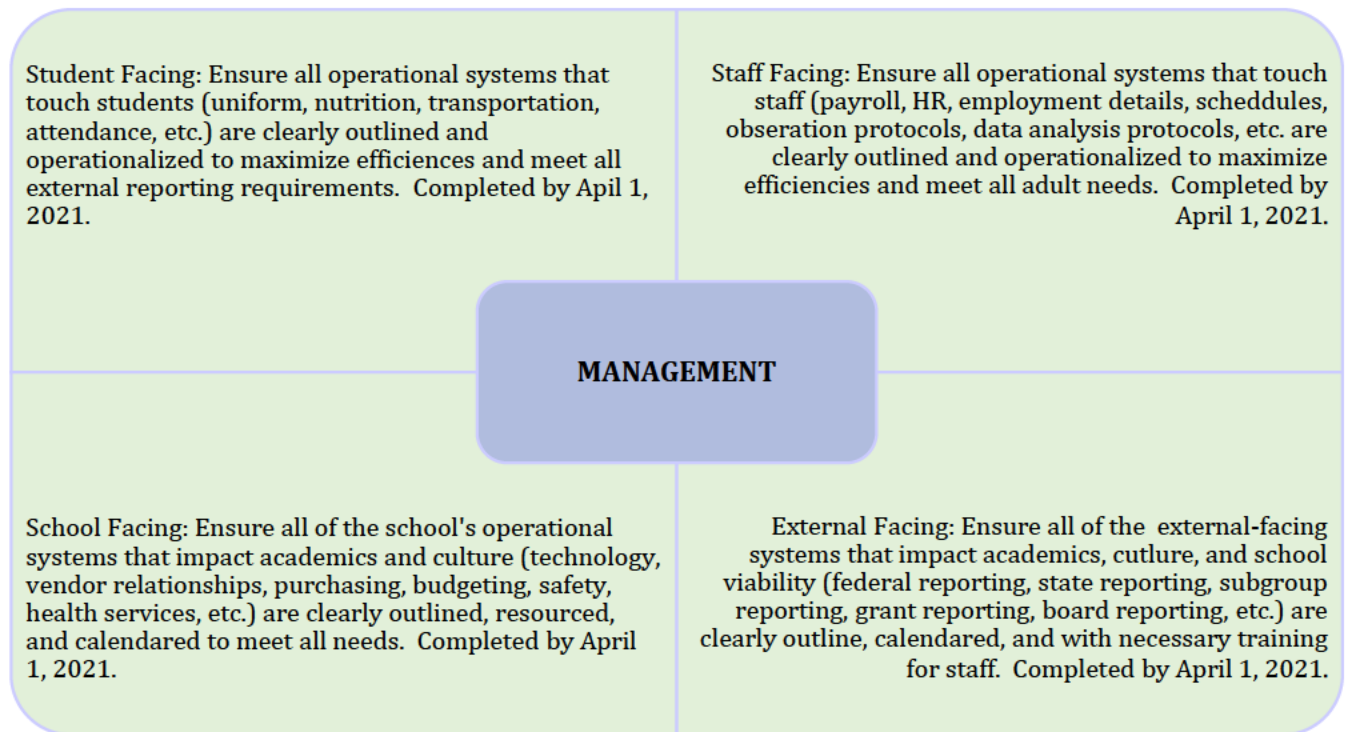 Student Facing: Ensure all operational systems that
touch students (uniform, nutrition, transportation,
attendance, etc.) are clearly outlined and
operationalized to maximize efficiences and meet all
external reporting requirements.  Completed by Apil 1,
2021.
Staff Facing: Ensure all operational systems that touch
staff (payroll, HR, employment details, scheddules,
obseration protocols, data analysis protocols, etc. are
clearly outlined and operationalized to maximize
efficiencies and meet all adult needs.  Completed by
April 1, 2021.
MANAGEMENT
School Facing: Ensure all of the school's operational
systems that impact academics and culture (technology,
vendor relationships, purchasing, budgeting, safety,
health services, etc.) are clearly outlined, resourced,
and calendared to meet all needs.  Completed by April
1, 2021.
External Facing: Ensure all of the  external-facing
systems that impact academics, cutlure, and school
viability (federal reporting, state reporting, subgroup
reporting, grant reporting, board reporting, etc.) are
clearly outline, calendared, and with necessary training
for staff.  Completed by April 1, 2021.